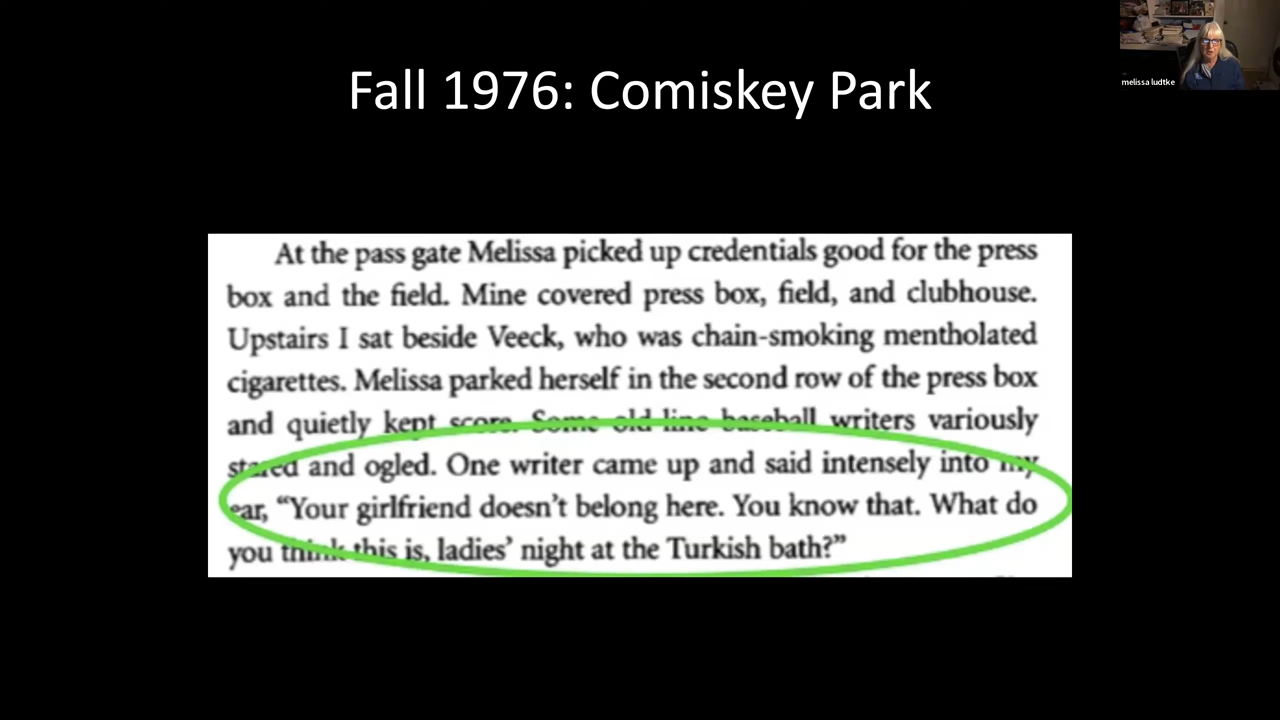 Fall 1976: Comiskey Park
melissa ludtke
At the pass gate Melissa picked up credentials good for the press
box and the field. Mine covered press box, field, and clubhouse.
Upstairs I sat beside Veeck, who was chain-smoking mentholated
cigarettes. Melissa parked herself in the second row of the press box
and quietly kept score. Some old-line baseball writers variously
stared and ogled. One writer came up and said intensely into my
ear, “Your girlfriend doesn’t belong here. You know that. What do
you think this is, ladies’ night at the Turkish bath?”